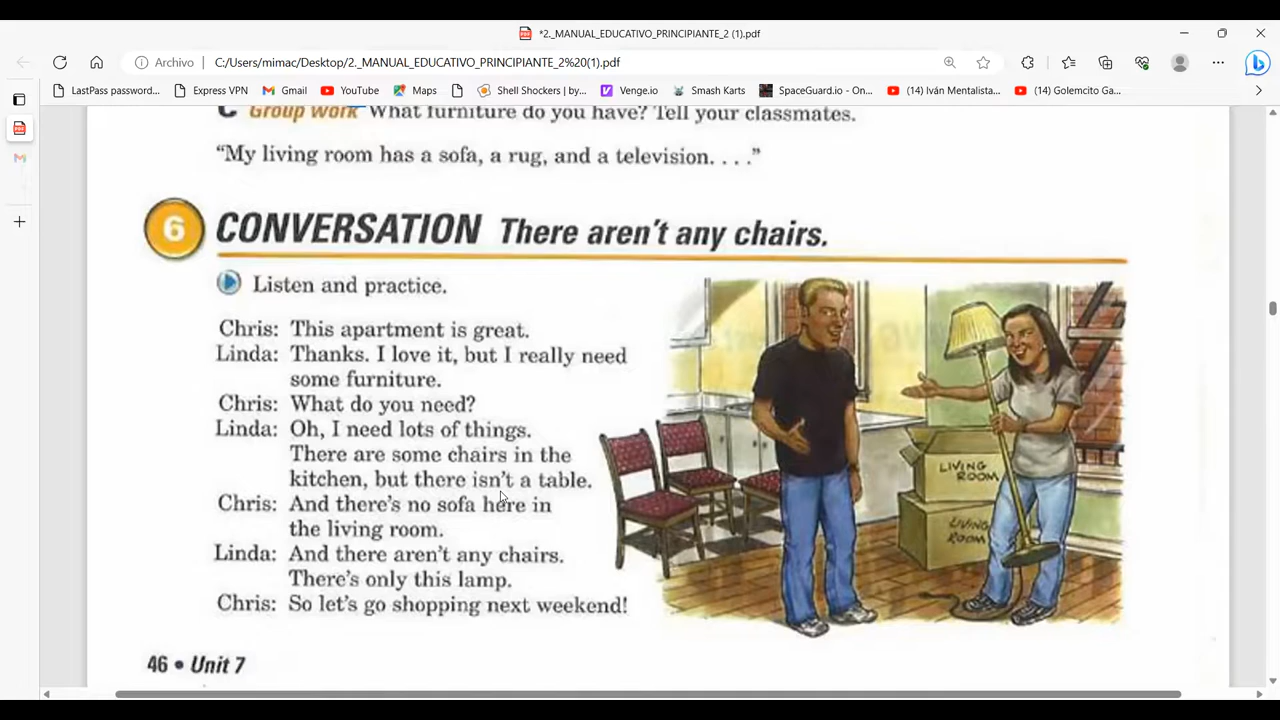 *2._MANUAL_EDUCATIVO_PRINCIPIANTE_2 (1).pdf
Archivo | C:/Users/mimac/Desktop/2._MANUAL_EDUCATIVO_PRINCIPIANTE_2%20(1).pdf
LastPass password... Express VPN Gmail YouTube Maps Shell Shockers | by... Venge.io Smash Karts SpaceGuard.io - On... (14) Iván Mentalista... (14) Golemcito Ga...
C Group Work What furniture do you have? Tell your classmates.
"My living room has a sofa, a rug, and a television. . . ."
6 CONVERSATION There aren't any chairs.
Listen and practice.
Chris: This apartment is great.
Linda: Thanks. I love it, but I really need
some furniture.
Chris: What do you need?
Linda: Oh, I need lots of things.
There are some chairs in the
kitchen, but there isn't a table.
Chris: And there's no sofa here in
the living room.
Linda: And there aren't any chairs.
There's only this lamp.
Chris: So let's go shopping next weekend!
LIVING
ROOM
LIVING
ROOM
46 • Unit 7